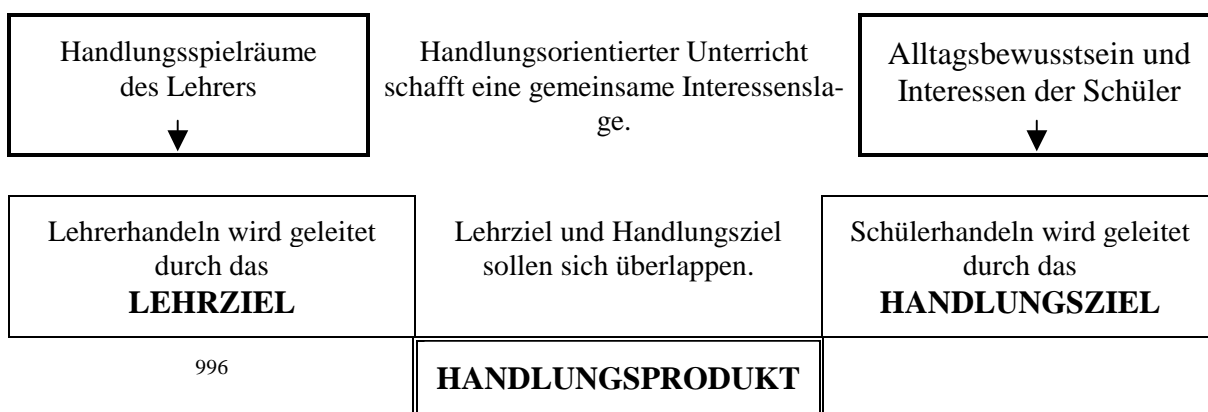 Handlungsspielräume
des Lehrers
Handlungsorientierter Unterricht
schafft eine gemeinsame Interessensla-
ge.
Alltagsbewusstsein und
Interessen der Schüler
Lehrerhandeln wird geleitet
durch das
LEHRZIEL
Lehrziel und Handlungsziel
sollen sich überlappen.
Schülerhandeln wird geleitet
durch das
HANDLUNGSZIEL
996
HANDLUNGSPRODUKT